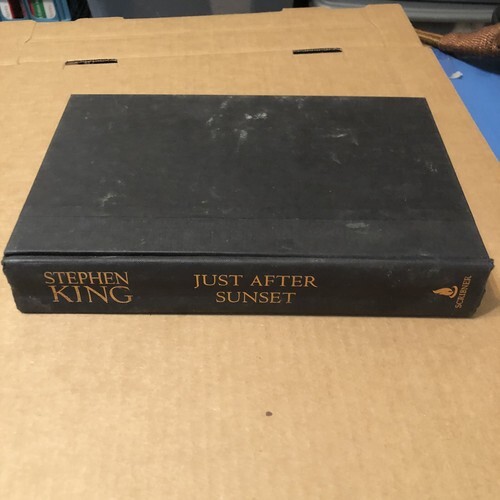 STEPHEN
KING
JUST AFTER
SUNSET
SCRIBNER